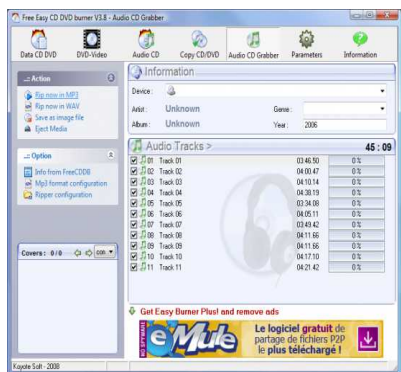 Free Easy CD DVD burner V3.8 - Audio CD Grabber
Data CD DVD
DVD-Video
Audio CD
Copy CD/DVD
Audio CD Grabber
Parameters
Information
..:: Action
Rip now in MP3
Rip now in WAV
Save as image file
Eject Media
..:: Option
Info from FreeCDDB
Mp3 format configuration
Ripper configuration
Covers : 0/0
con
Information
Device :
Artist :
Unknown
Genre :
Album :
Unknown
Year :
2006
Audio Tracks >
45 : 09
01 Track 01 03.46.50 0 %
02 Track 02 04.00.47 0 %
03 Track 03 04.10.14 0 %
04 Track 04 04.38.19 0 %
05 Track 05 03.34.08 0 %
06 Track 06 04.05.11 0 %
07 Track 07 03.49.42 0 %
08 Track 08 04.11.66 0 %
09 Track 09 04.11.66 0 %
10 Track 10 04.17.10 0 %
11 Track 11 04.21.42 0 %
Get Easy Burner Plus! and remove ads
NO SPYWARE
eMule
Le logiciel gratuit de
partage de fichiers P2P
le plus téléchargé !
Koyote Soft - 2008